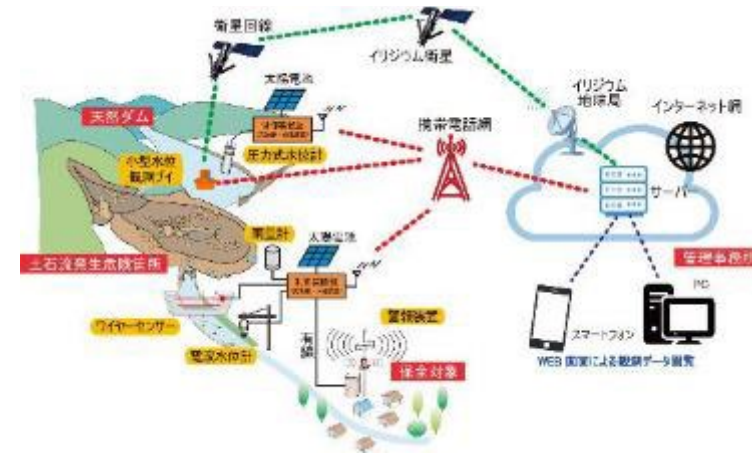 衛星回線
イリジウム衛星
太陽電池
イリジウム
地球局
インターネット網
天然ダム
携帯電話網
小型水位
観測ブイ
圧力式水位計
サーバー
雨量計
太陽電池
土石流発生危険箇所
管理事務所
PC
スマートフォン
ワイヤーセンサー
電波水位計
有線
警報装置
保全対象
WEB 画面による観測データ閲覧